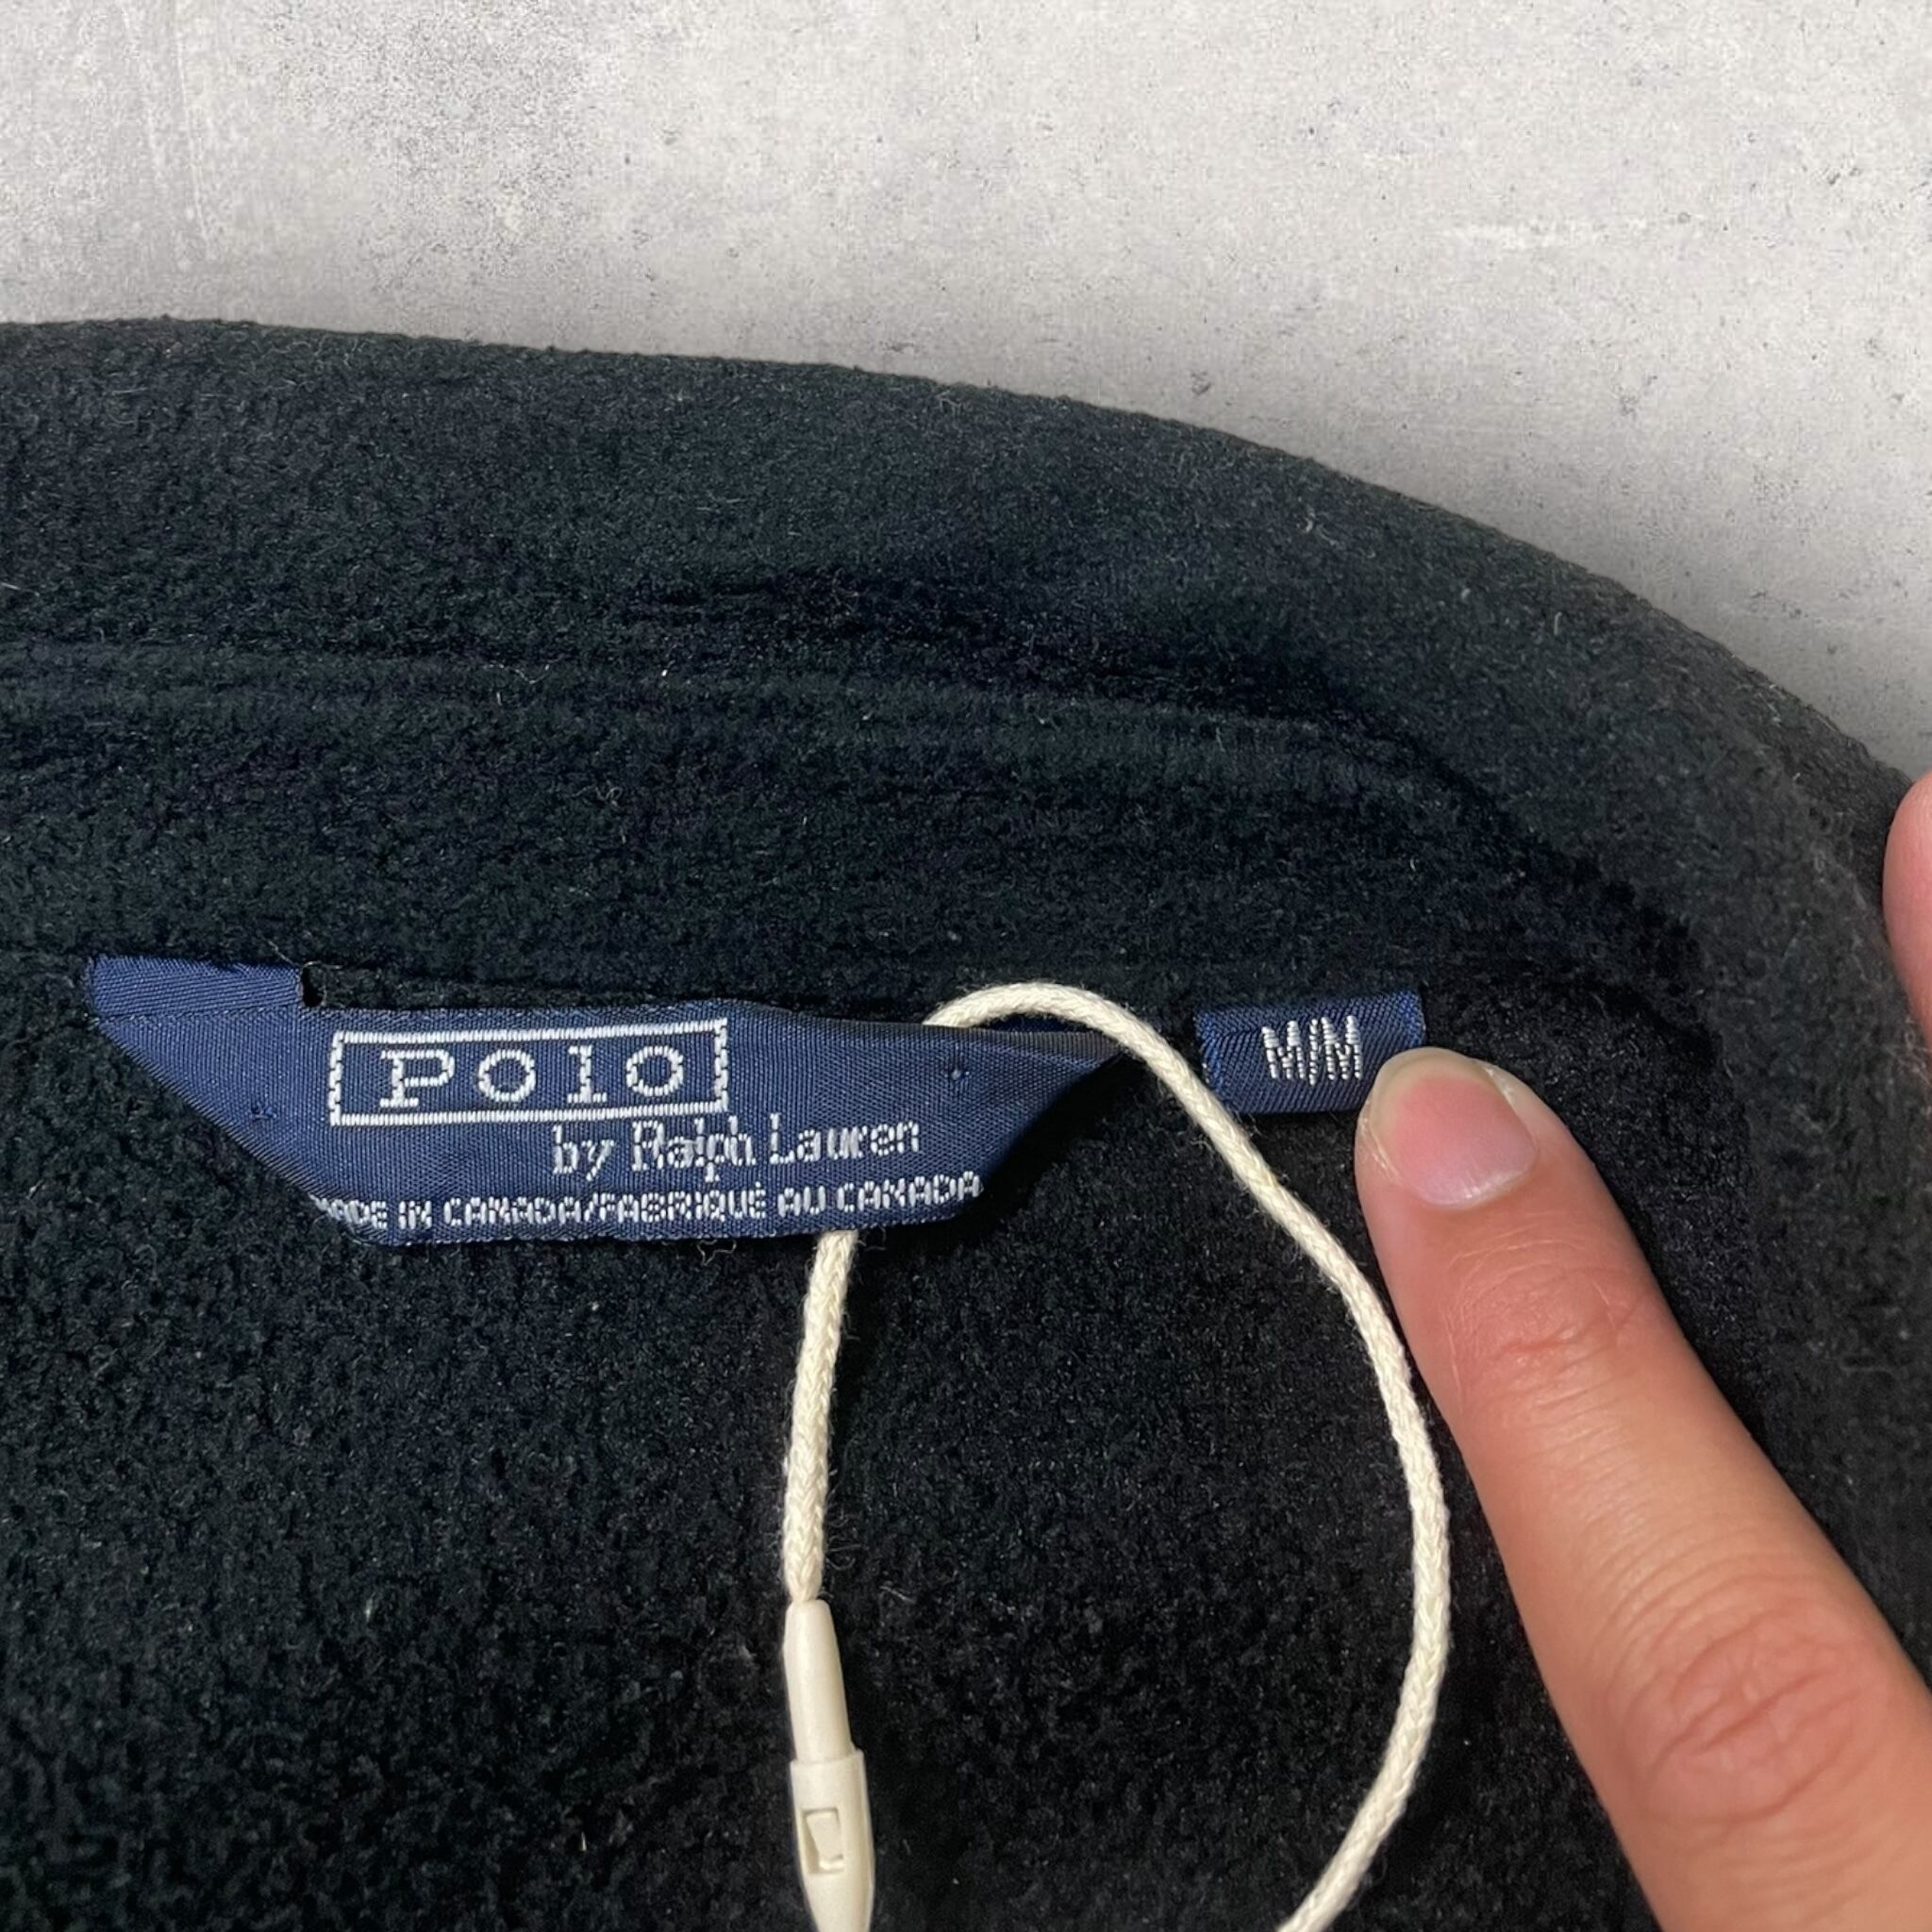 POLO
by Ralph Lauren
MADE IN CANADA/FABRIQUÉ AU CANADA
M/M